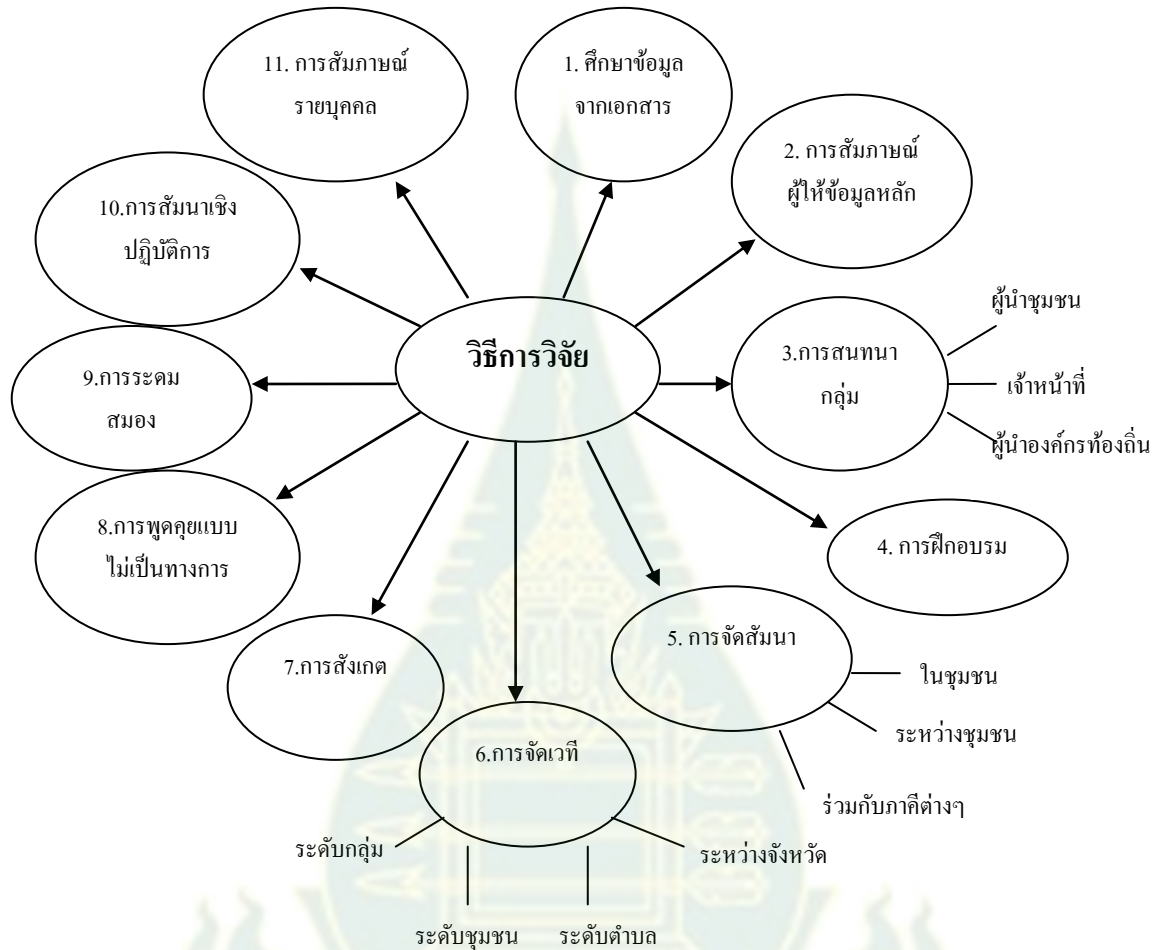 วิธีการวิจัย
1. ศึกษาข้อมูล
จากเอกสาร
2. การสัมภาษณ์
ผู้ให้ข้อมูลหลัก
3.การสนทนา
กลุ่ม
ผู้นำชุมชน
เจ้าหน้าที่
ผู้นำองค์กรท้องถิ่น
4. การฝึกอบรม
5. การจัดสัมนา
ในชุมชน
ระหว่างชุมชน
ร่วมกับภาคีต่างๆ
6.การจัดเวที
ระดับกลุ่ม
ระดับชุมชน
ระดับตำบล
ระหว่างจังหวัด
7.การสังเกต
8.การพูดคุยแบบ
ไม่เป็นทางการ
9.การระดม
สมอง
10.การสัมนาเชิง
ปฏิบัติการ
11. การสัมภาษณ์
รายบุคคล